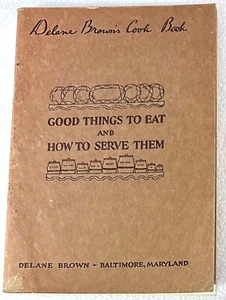 Delane Brown's Cook Book
GOOD THINGS TO EAT
AND
HOW TO SERVE THEM
DELANE BROWN - BALTIMORE, MARYLAND